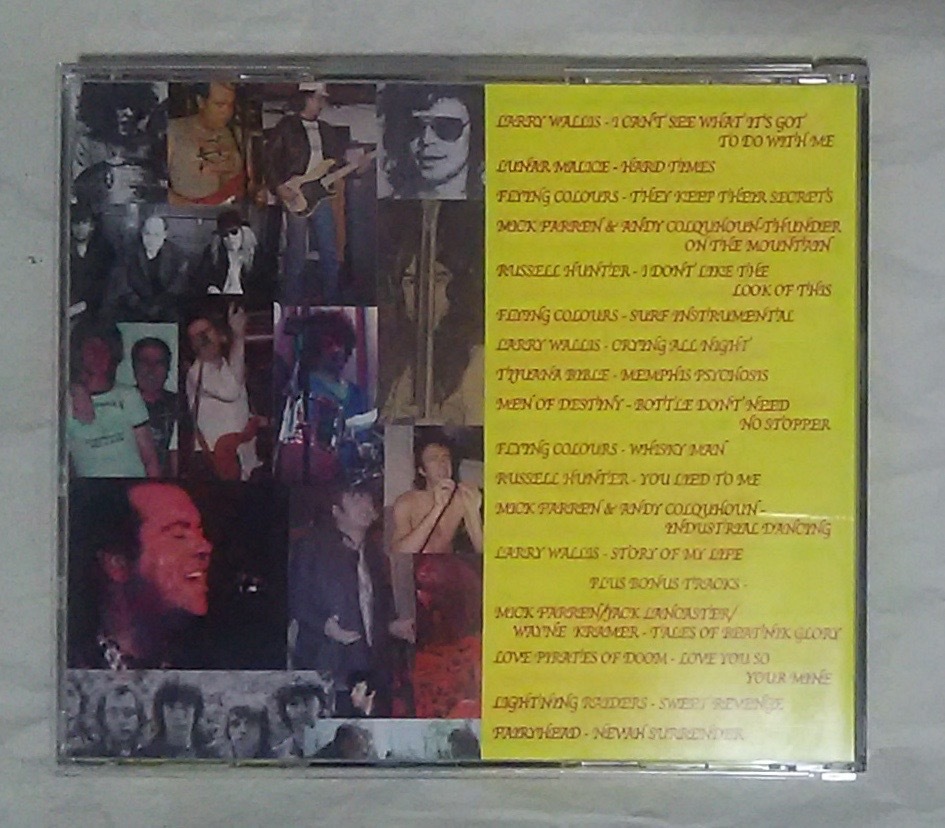 LARRY WALLIS - I CAN'T SEE WHAT IT'S GOT
TO DO WITH ME
LUNAR MALICE - HARD TIMES
FLYING COLOURS - THEY KEEP THEIR SECRETS
MICK FARREN & ANDY COLQUHOUN-THUNDER
ON THE MOUNTAIN
RUSSELL HUNTER - I DONT LIKE THE
LOOK OF THIS
FLYING COLOURS - SURF INSTRUMENTAL
LARRY WALLIS - CRYING ALL NIGHT
TIJUANA BIBLE - MEMPHIS PSYCHOSIS
MEN OF DESTINY - BOTTLE DON'T NEED
NO STOPPER
FLYING COLOURS - WHISKY MAN
RUSSELL HUNTER - YOU LIED TO ME
MICK FARREN & ANDY COLQUHOUN -
INDUSTRIAL DANCING
LARRY WALLIS - STORY OF MY LIFE
PLUS BONUS TRACKS -
MICK FARREN/JACK LANCASTER/
WAYNE KRAMER - TALES OF BEATNIK GLORY
LOVE PIRATES OF DOOM - LOVE YOU SO
YOUR MINE
LIGHTNING RAIDERS - SWEET REVENGE
FAIRYHEAD - NEVAH SURRENDER